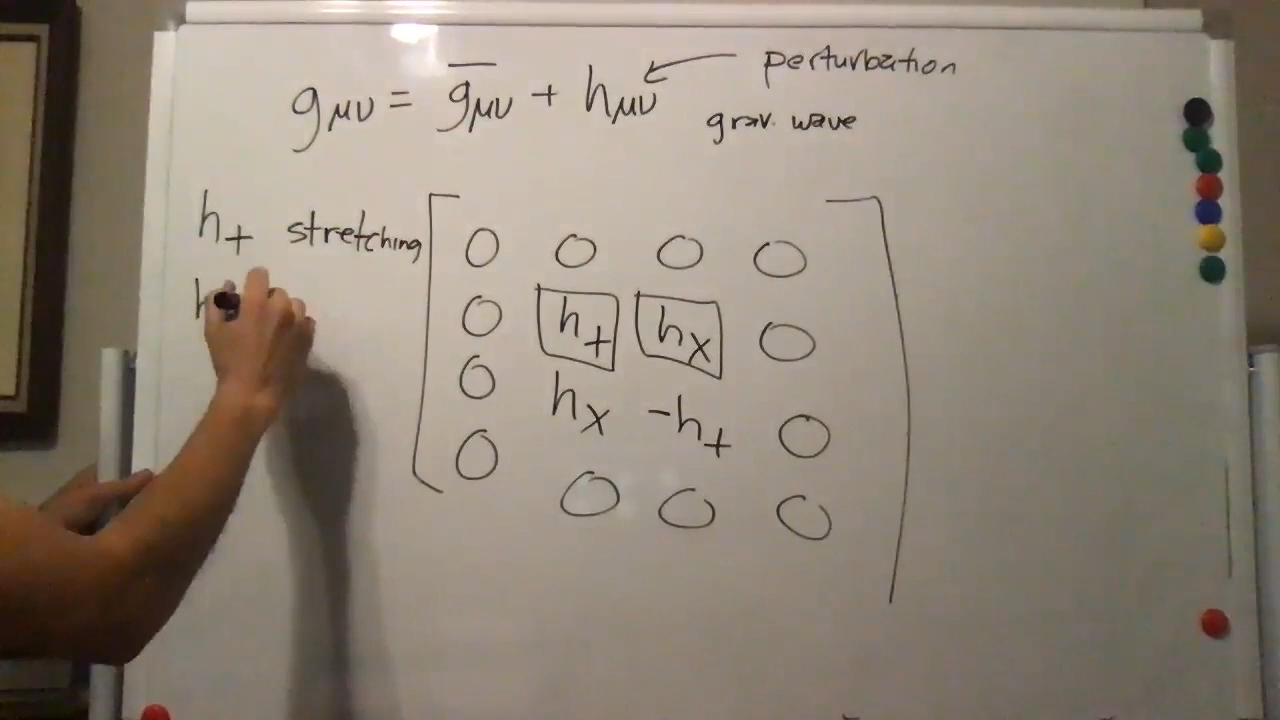 gμν = g̅μν + hμν ← perturbation
grav. wave
h+ stretching
h
0 0 0 0
0 h+ hx 0
0 hx -h+ 0
0 0 0 0